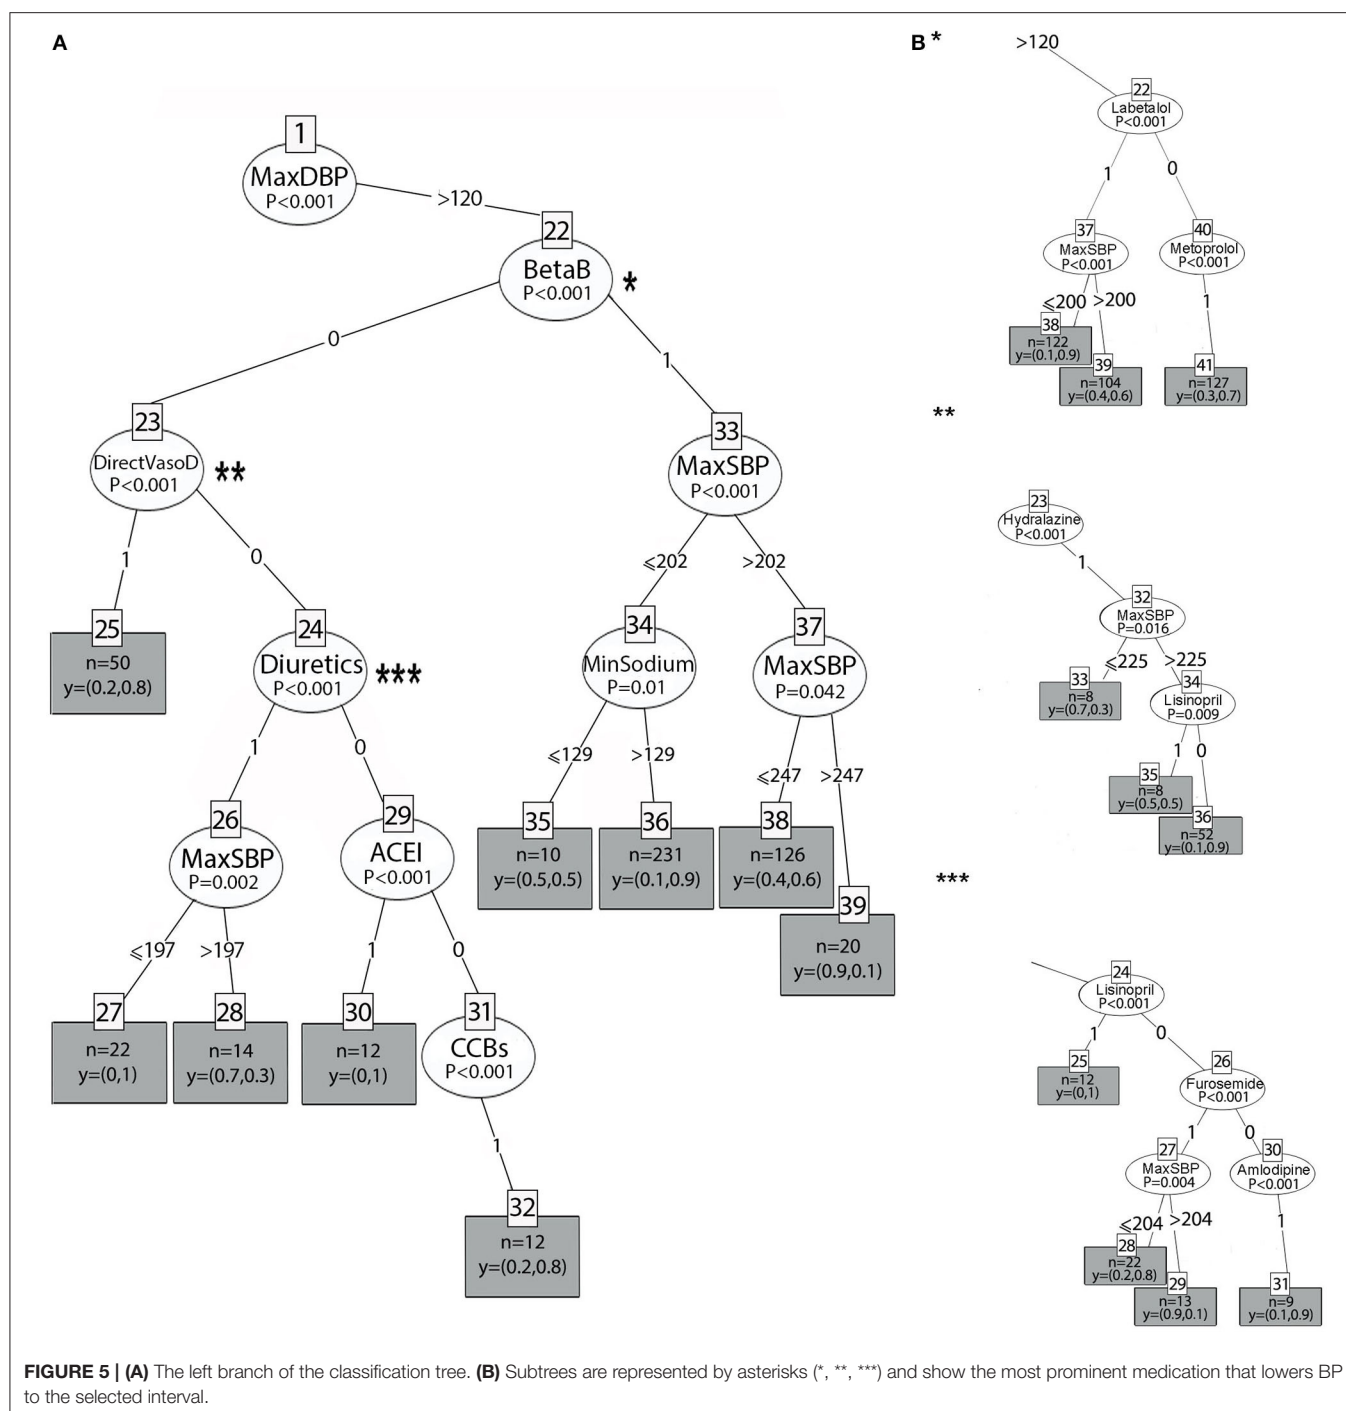 A
1
MaxDBP
P<0.001
>120
22
BetaB
P<0.001
*
0
1
23
DirectVasoD
P<0.001
**
33
MaxSBP
P<0.001
1
0
⩽202
>202
25
n=50
y=(0.2,0.8)
24
Diuretics
P<0.001
***
34
MinSodium
P=0.01
37
MaxSBP
P=0.042
1
0
⩽129
>129
⩽247
>247
26
MaxSBP
P=0.002
29
ACEI
P<0.001
35
n=10
y=(0.5,0.5)
36
n=231
y=(0.1,0.9)
38
n=126
y=(0.4,0.6)
39
n=20
y=(0.9,0.1)
⩽197
>197
1
0
27
n=22
y=(0,1)
28
n=14
y=(0.7,0.3)
30
n=12
y=(0,1)
31
CCBs
P<0.001
1
32
n=12
y=(0.2,0.8)
B *
>120
22
Labetalol
P<0.001
1
0
37
MaxSBP
P<0.001
40
Metoprolol
P<0.001
⩽200
>200
1
38
n=122
y=(0.1,0.9)
39
n=104
y=(0.4,0.6)
41
n=127
y=(0.3,0.7)
**
23
Hydralazine
P<0.001
1
32
MaxSBP
P=0.016
⩽225
>225
33
n=8
y=(0.7,0.3)
34
Lisinopril
P=0.009
1
0
35
n=8
y=(0.5,0.5)
36
n=52
y=(0.1,0.9)
***
24
Lisinopril
P<0.001
1
0
25
n=12
y=(0,1)
26
Furosemide
P<0.001
1
0
27
MaxSBP
P=0.004
30
Amlodipine
P<0.001
⩽204
>204
1
28
n=22
y=(0.2,0.8)
29
n=13
y=(0.9,0.1)
31
n=9
y=(0.1,0.9)
FIGURE 5 | (A) The left branch of the classification tree. (B) Subtrees are represented by asterisks (*, **, ***) and show the most prominent medication that lowers BP
to the selected interval.